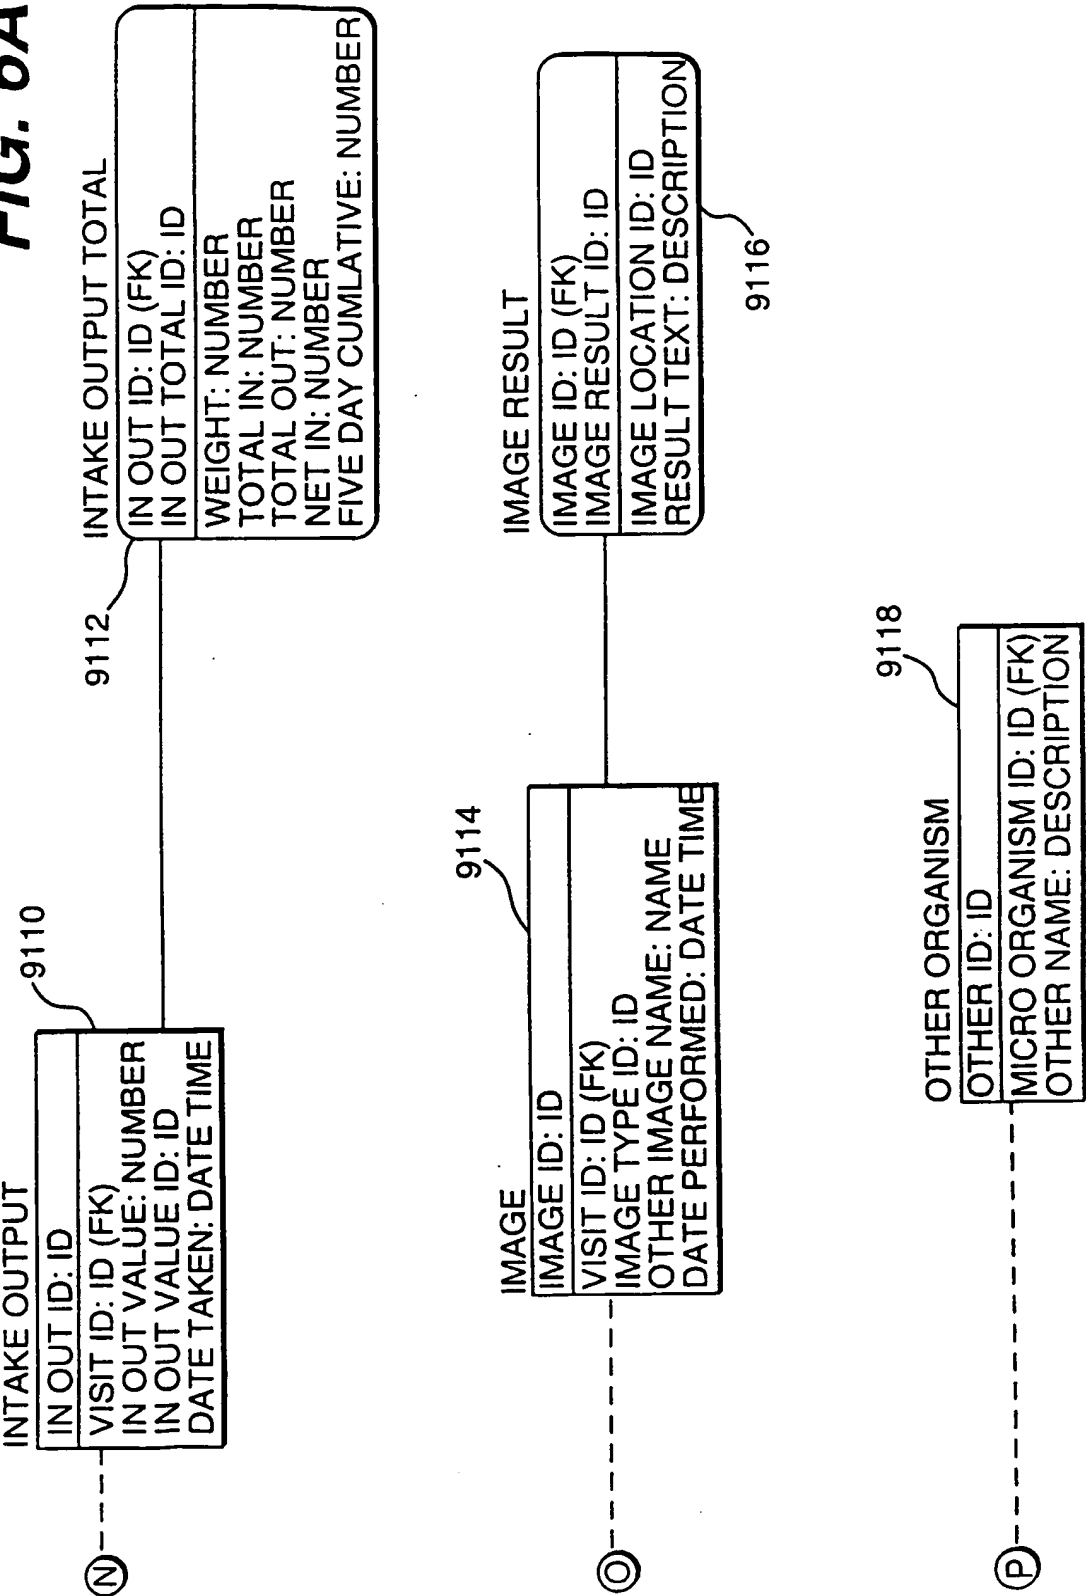 FIG. 6A
INTAKE OUTPUT
9110
IN OUT ID: ID
VISIT ID: ID (FK)
IN OUT VALUE: NUMBER
IN OUT VALUE ID: ID
DATE TAKEN: DATE TIME
N
INTAKE OUTPUT TOTAL
9112
IN OUT ID: ID (FK)
IN OUT TOTAL ID: ID
WEIGHT: NUMBER
TOTAL IN: NUMBER
TOTAL OUT: NUMBER
NET IN: NUMBER
FIVE DAY CUMLATIVE: NUMBER
IMAGE
9114
IMAGE ID: ID
VISIT ID: ID (FK)
IMAGE TYPE ID: ID
OTHER IMAGE NAME: NAME
DATE PERFORMED: DATE TIME
O
IMAGE RESULT
IMAGE ID: ID (FK)
IMAGE RESULT ID: ID
IMAGE LOCATION ID: ID
RESULT TEXT: DESCRIPTION
9116
OTHER ORGANISM
9118
OTHER ID: ID
MICRO ORGANISM ID: ID (FK)
OTHER NAME: DESCRIPTION
P